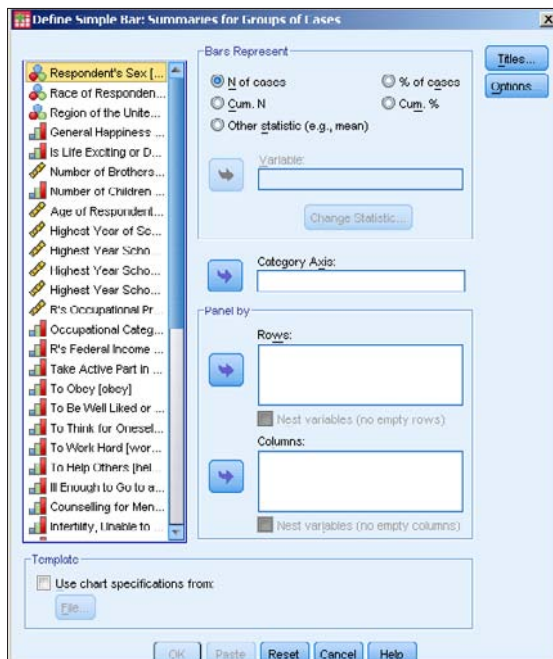 Define Simple Bar: Summaries for Groups of Cases
Respondent's Sex [...
Race of Responden...
Region of the Unite...
General Happiness ...
Is Life Exciting or D...
Number of Brothers...
Number of Children ...
Age of Respondent...
Highest Year of Sc...
Highest Year Scho...
Highest Year Scho...
Highest Year Scho...
R's Occupational Pr...
Occupational Categ...
R's Federal Income ...
Take Active Part in ...
To Obey [obey]
To Be Well Liked or ...
To Think for Onesel...
To Work Hard [wor...
To Help Others [hel...
Ill Enough to Go to a...
Counselling for Men...
Infertility, Unable to ...
Bars Represent
N of cases
% of cases
Cum. N
Cum. %
Other statistic (e.g., mean)
Variable:
Change Statistic...
Category Axis:
Panel by
Rows:
Nest variables (no empty rows)
Columns:
Nest variables (no empty columns)
Titles...
Options...
Template
Use chart specifications from:
File...
OK
Paste
Reset
Cancel
Help